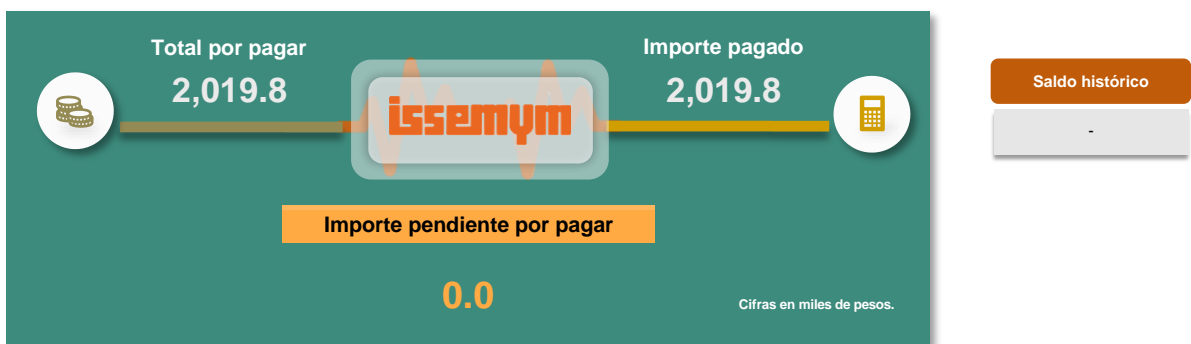 Total por pagar
2,019.8
issemym
Importe pagado
2,019.8
Saldo histórico
-
Importe pendiente por pagar
0.0
Cifras en miles de pesos.